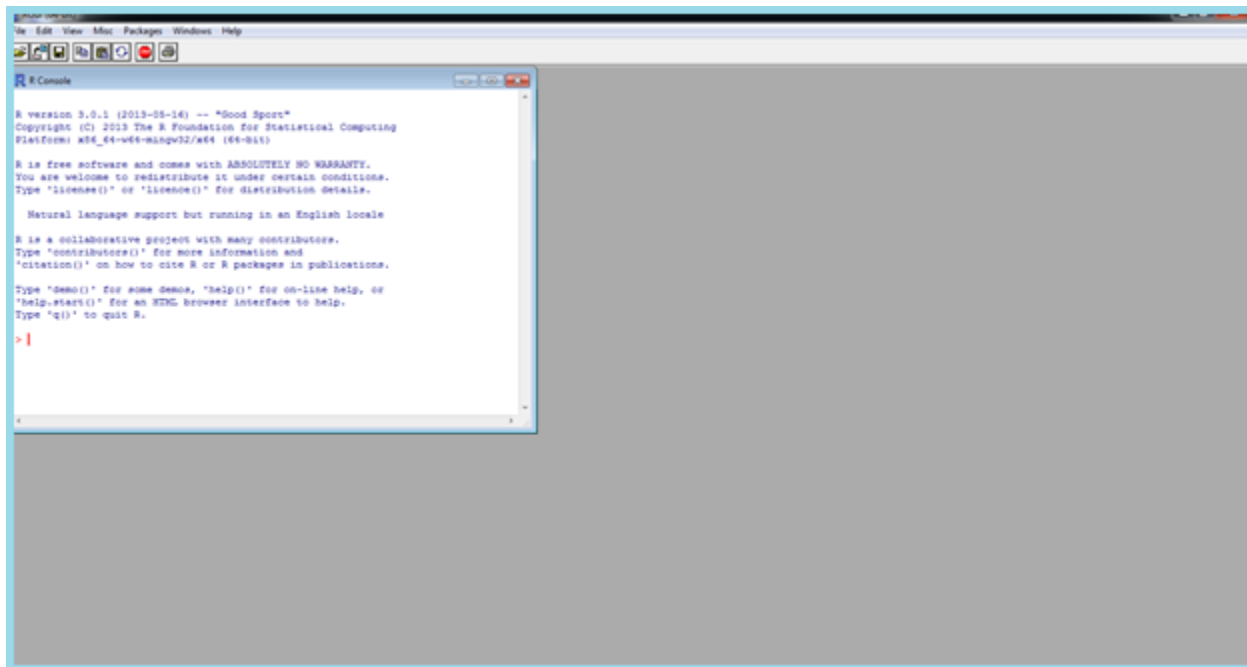 File Edit View Misc Packages Windows Help
R Console
R version 3.0.1 (2013-05-16) -- "Good Sport"
Copyright (C) 2013 The R Foundation for Statistical Computing
Platform: x86_64-w64-mingw32/x64 (64-bit)
R is free software and comes with ABSOLUTELY NO WARRANTY.
You are welcome to redistribute it under certain conditions.
Type 'license()' or 'licence()' for distribution details.
Natural language support but running in an English locale
R is a collaborative project with many contributors.
Type 'contributors()' for more information and
'citation()' on how to cite R or R packages in publications.
Type 'demo()' for some demos, 'help()' for on-line help, or
'help.start()' for an HTML browser interface to help.
Type 'q()' to quit R.
>